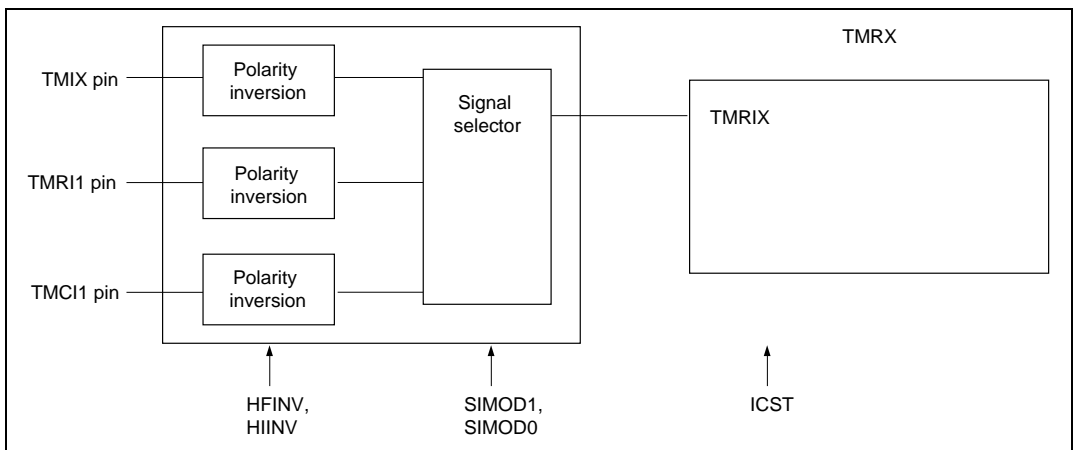 TMRX
TMIX pin
Polarity
inversion
Signal
selector
TMRIX
TMRI1 pin
Polarity
inversion
TMCI1 pin
Polarity
inversion
HFINV,
HIINV
SIMOD1,
SIMOD0
ICST